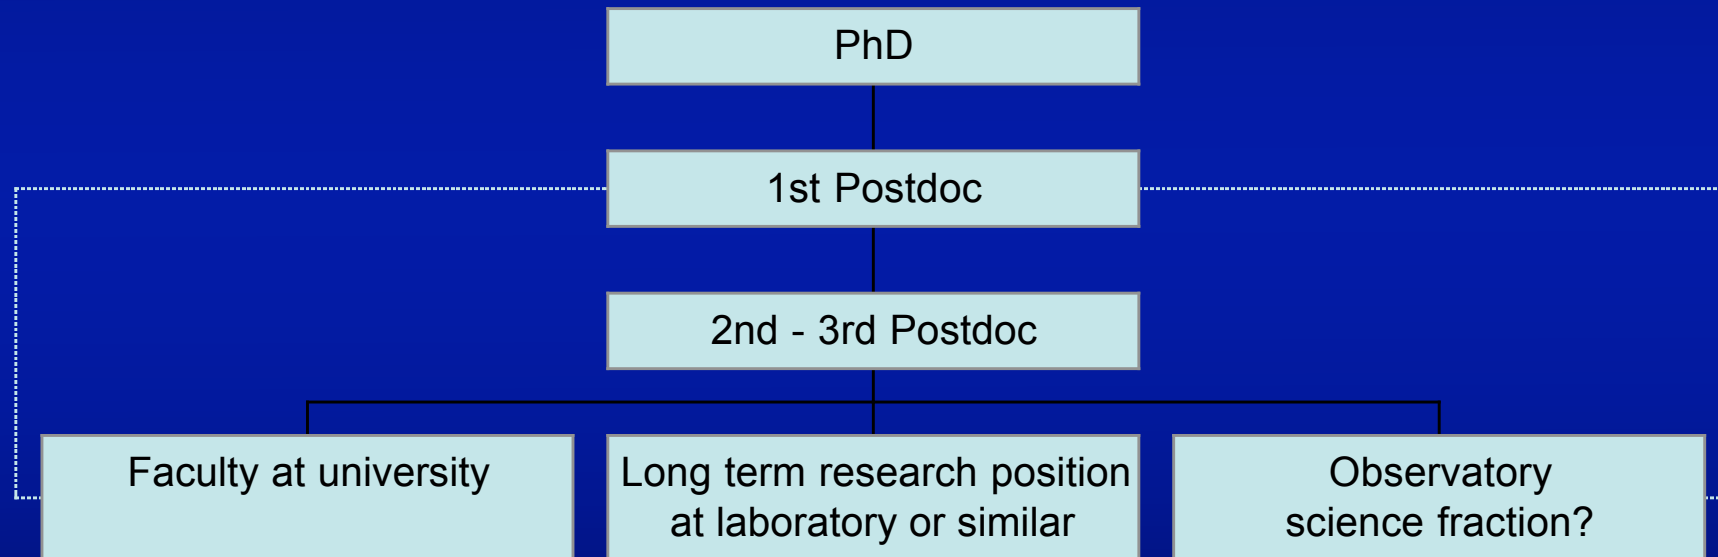 PhD
1st Postdoc
2nd - 3rd Postdoc
Faculty at university
Long term research position
at laboratory or similar
Observatory
science fraction?